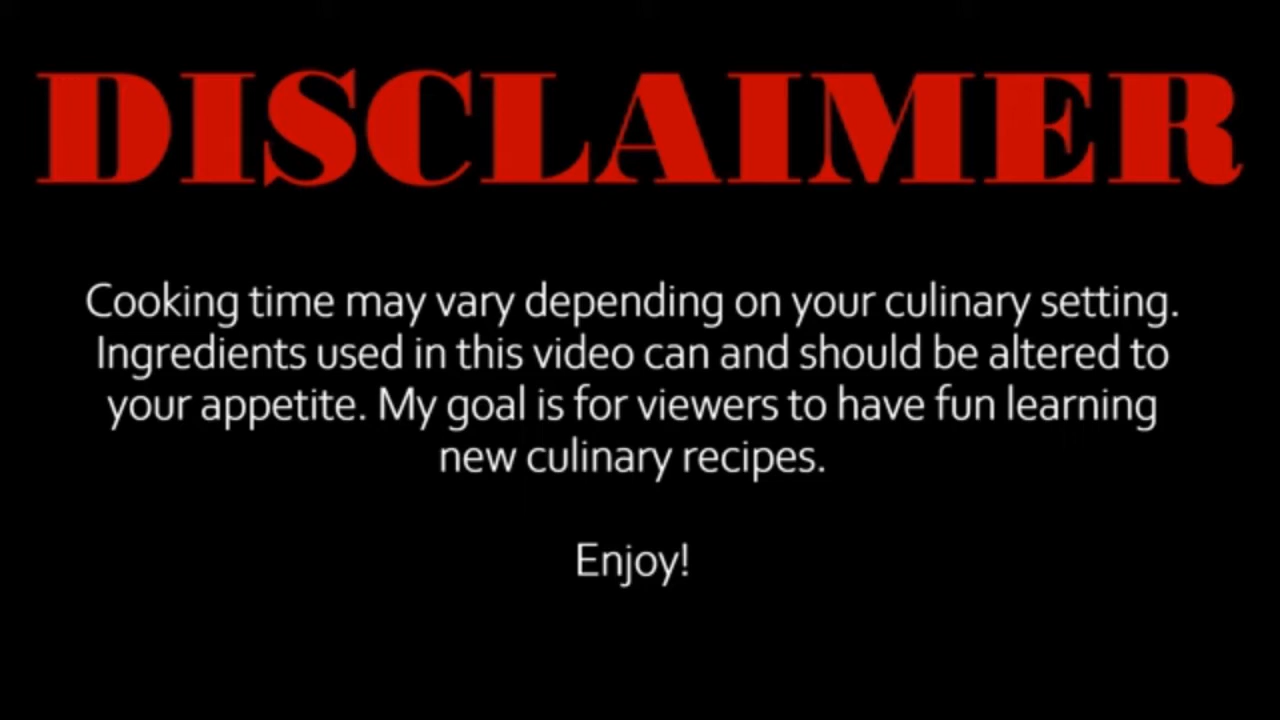 DISCLAIMER
Cooking time may vary depending on your culinary setting.
Ingredients used in this video can and should be altered to
your appetite. My goal is for viewers to have fun learning
new culinary recipes.
Enjoy!